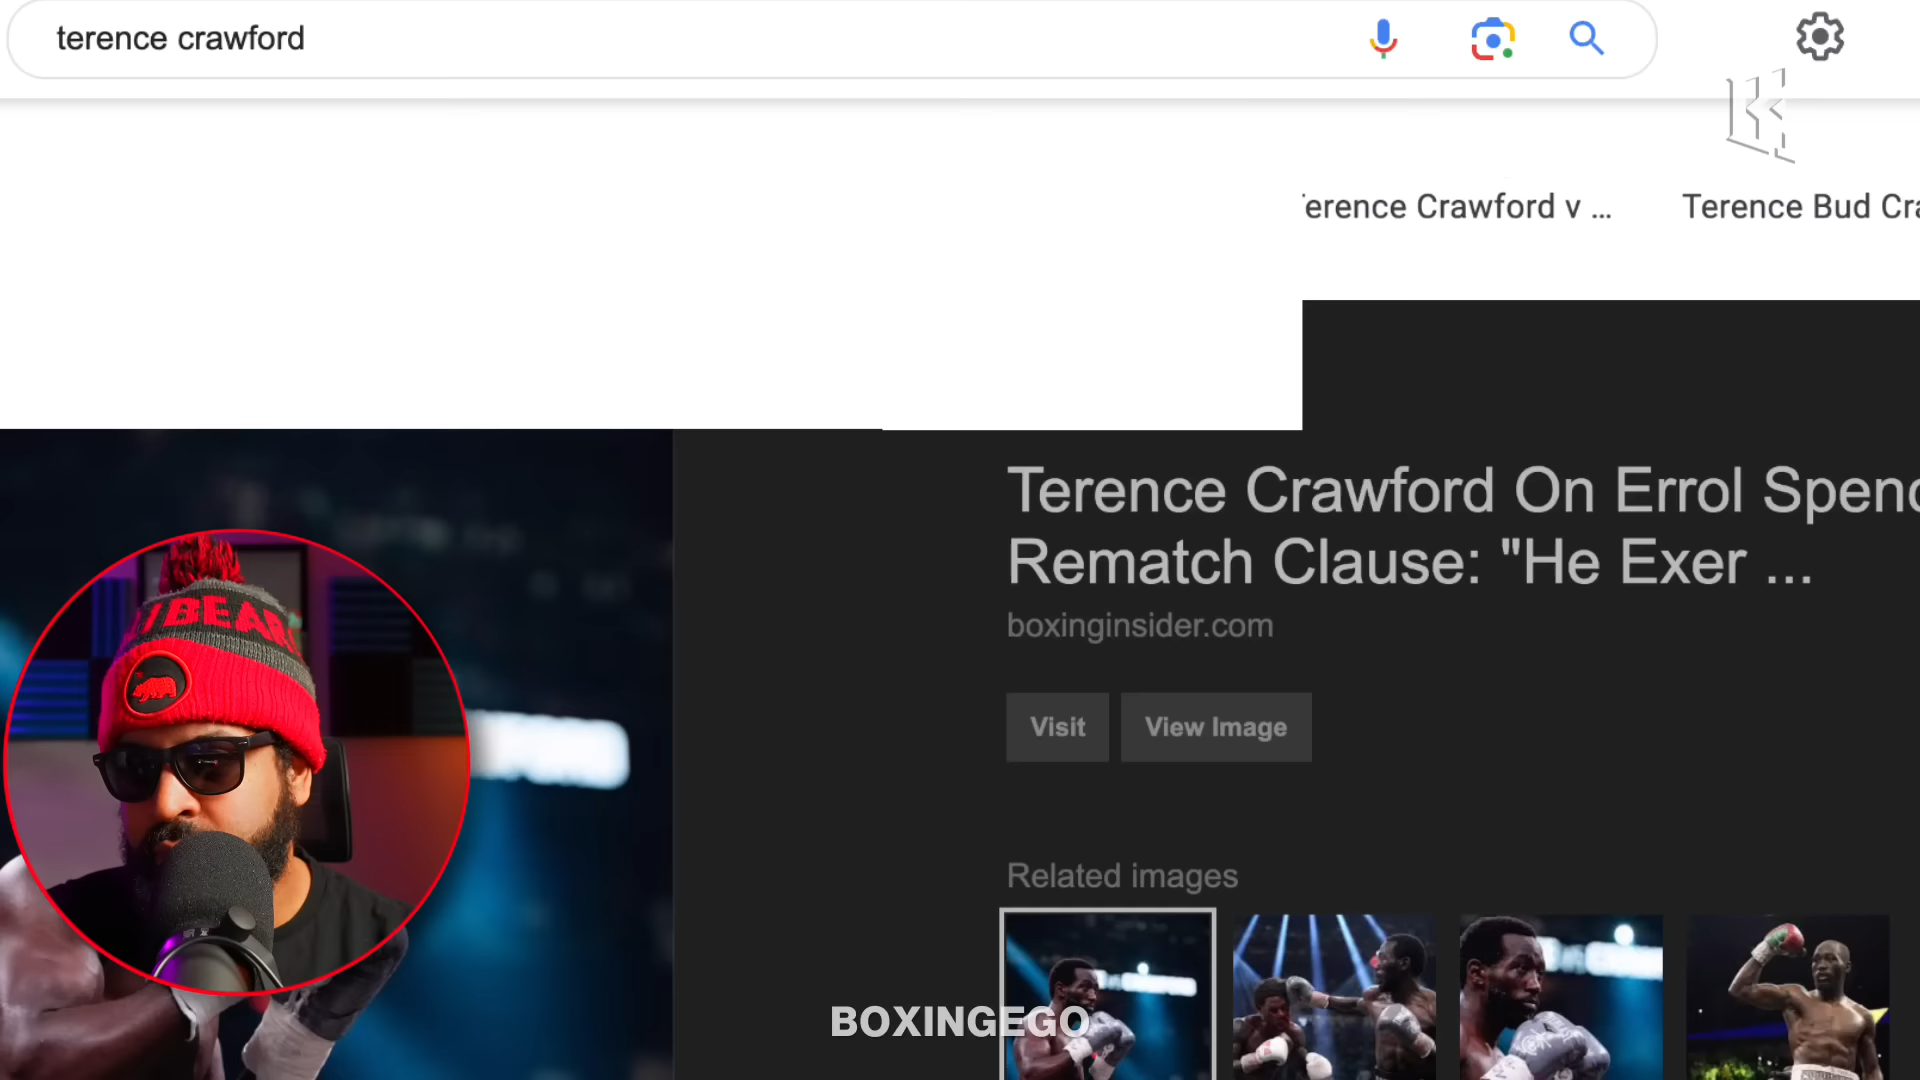 terence crawford
erence Crawford v ...
Terence Bud Cra
Terence Crawford On Errol Spenc
Rematch Clause: "He Exer ...
boxinginsider.com
Visit
View Image
Related images
BEAR
BOXINGEGO